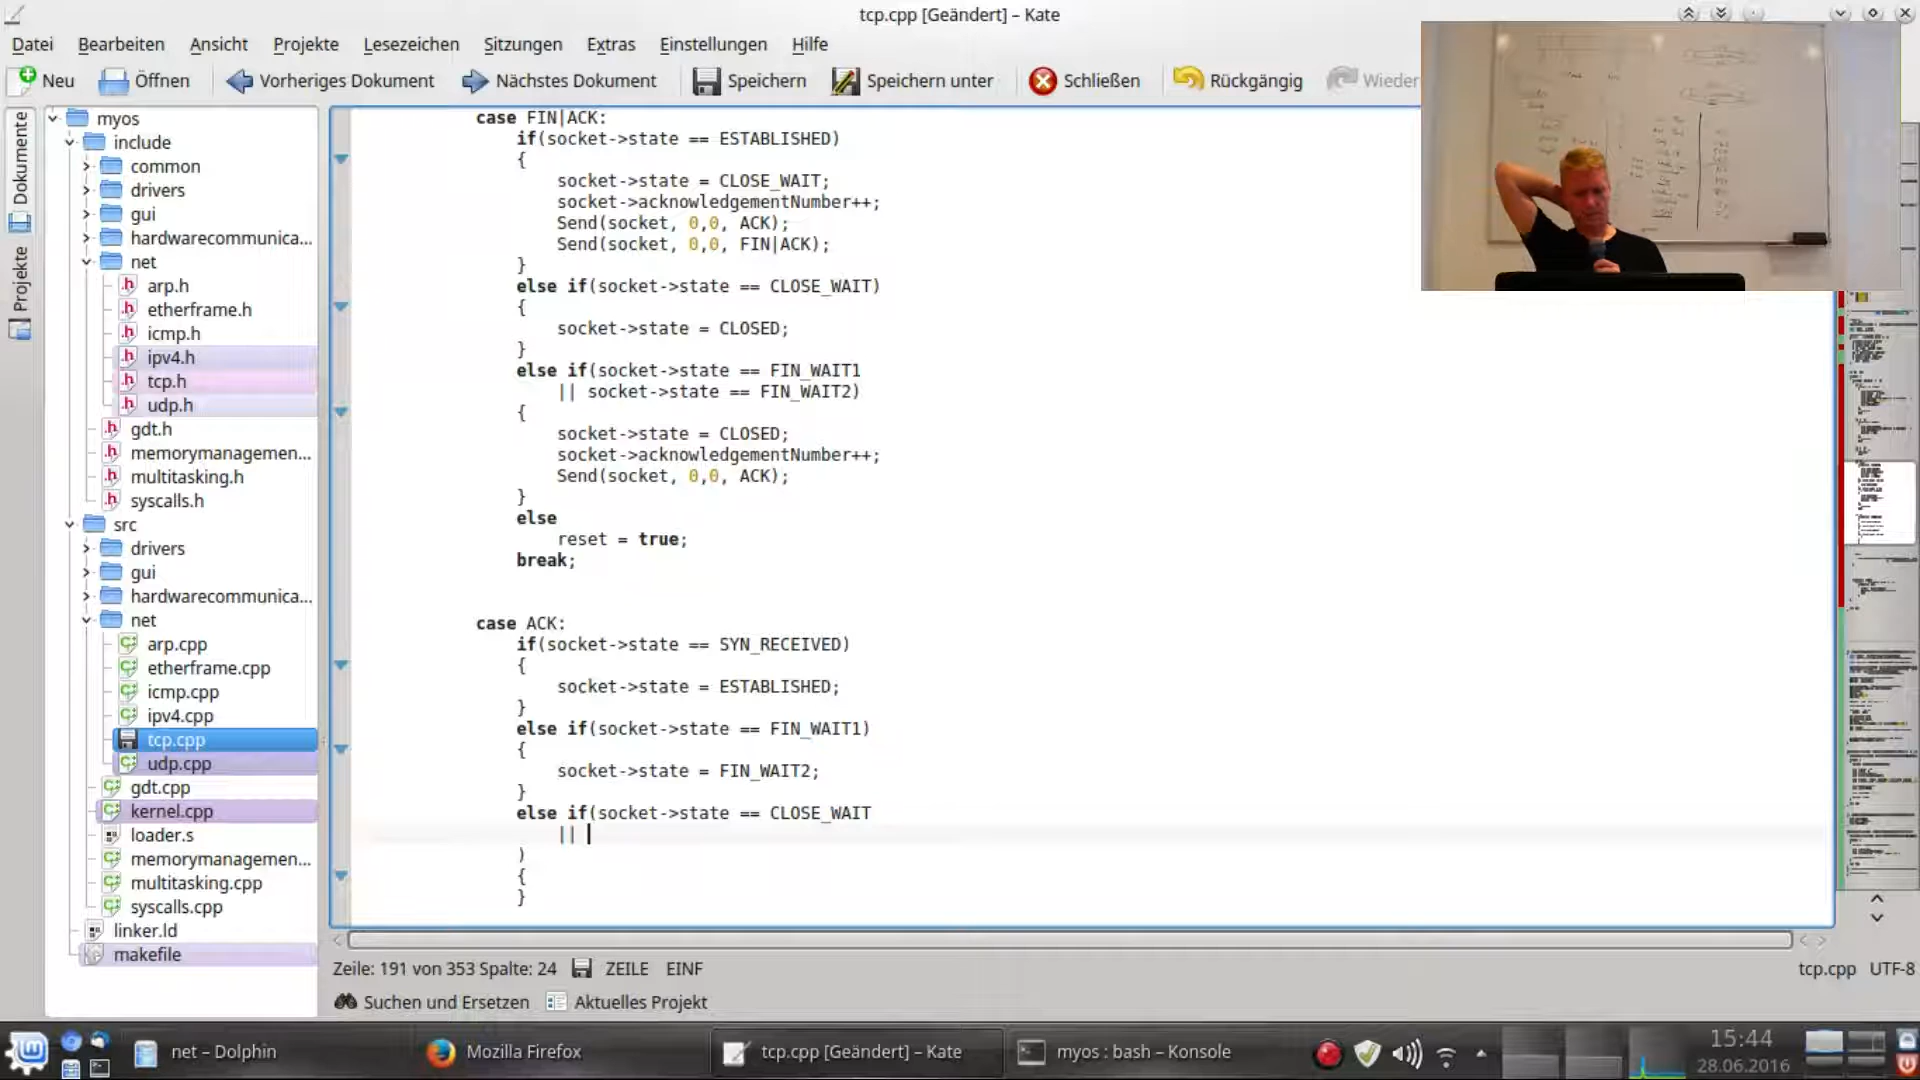 tcp.cpp [Geändert] – Kate
Datei Bearbeiten Ansicht Projekte Lesezeichen Sitzungen Extras Einstellungen Hilfe
Neu Öffnen Vorheriges Dokument Nächstes Dokument Speichern Speichern unter Schließen Rückgängig Wieder
Dokumente
Projekte
myos
include
common
drivers
gui
hardwarecommunica...
net
arp.h
etherframe.h
icmp.h
ipv4.h
tcp.h
udp.h
gdt.h
memorymanagemen...
multitasking.h
syscalls.h
src
drivers
gui
hardwarecommunica...
net
arp.cpp
etherframe.cpp
icmp.cpp
ipv4.cpp
tcp.cpp
udp.cpp
gdt.cpp
kernel.cpp
loader.s
memorymanagemen...
multitasking.cpp
syscalls.cpp
linker.ld
makefile
case FIN|ACK:
if(socket->state == ESTABLISHED)
{
socket->state = CLOSE_WAIT;
socket->acknowledgementNumber++;
Send(socket, 0,0, ACK);
Send(socket, 0,0, FIN|ACK);
}
else if(socket->state == CLOSE_WAIT)
{
socket->state = CLOSED;
}
else if(socket->state == FIN_WAIT1
|| socket->state == FIN_WAIT2)
{
socket->state = CLOSED;
socket->acknowledgementNumber++;
Send(socket, 0,0, ACK);
}
else
reset = true;
break;
case ACK:
if(socket->state == SYN_RECEIVED)
{
socket->state = ESTABLISHED;
}
else if(socket->state == FIN_WAIT1)
{
socket->state = FIN_WAIT2;
}
else if(socket->state == CLOSE_WAIT
||
)
{
}
Zeile: 191 von 353 Spalte: 24 ZEILE EINF tcp.cpp UTF-8
Suchen und Ersetzen Aktuelles Projekt
net – Dolphin Mozilla Firefox tcp.cpp [Geändert] – Kate myos : bash – Konsole
15:44
28.06.2016